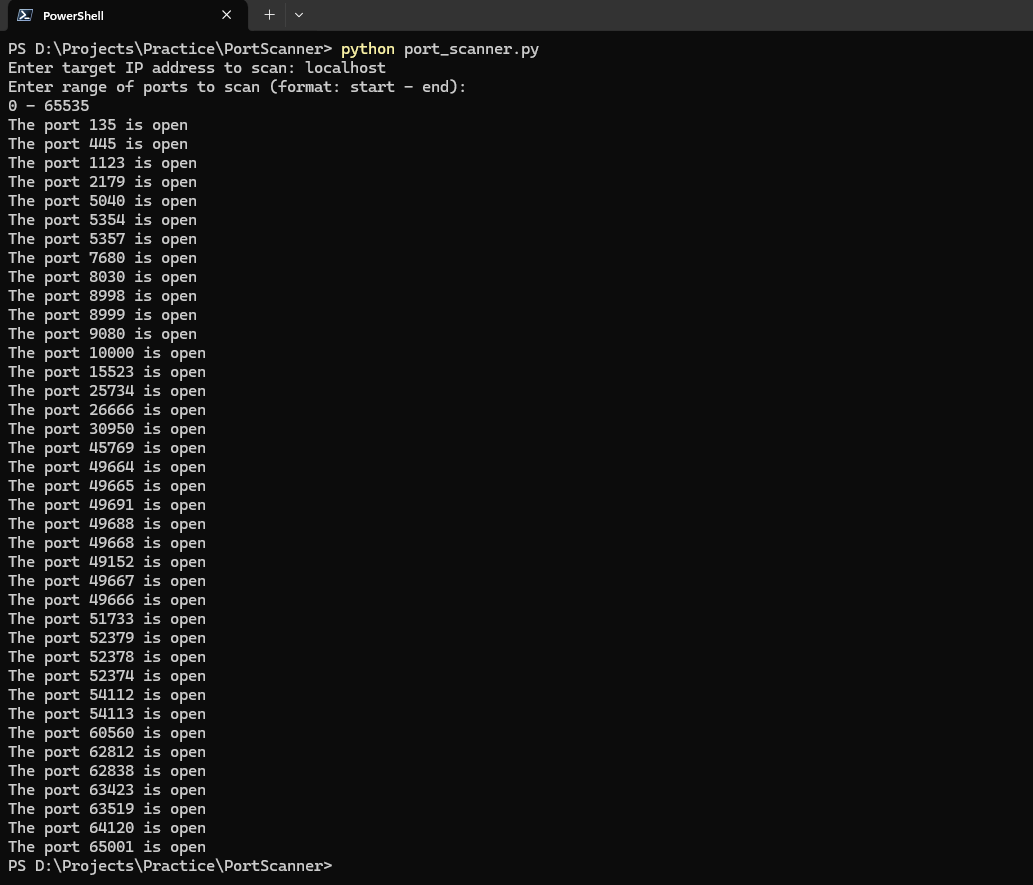 PowerShell
PS D:\Projects\Practice\PortScanner> python port_scanner.py
Enter target IP address to scan: localhost
Enter range of ports to scan (format: start - end):
0 - 65535
The port 135 is open
The port 445 is open
The port 1123 is open
The port 2179 is open
The port 5040 is open
The port 5354 is open
The port 5357 is open
The port 7680 is open
The port 8030 is open
The port 8998 is open
The port 8999 is open
The port 9080 is open
The port 10000 is open
The port 15523 is open
The port 25734 is open
The port 26666 is open
The port 30950 is open
The port 45769 is open
The port 49664 is open
The port 49665 is open
The port 49691 is open
The port 49688 is open
The port 49668 is open
The port 49152 is open
The port 49667 is open
The port 49666 is open
The port 51733 is open
The port 52379 is open
The port 52378 is open
The port 52374 is open
The port 54112 is open
The port 54113 is open
The port 60560 is open
The port 62812 is open
The port 62838 is open
The port 63423 is open
The port 63519 is open
The port 64120 is open
The port 65001 is open
PS D:\Projects\Practice\PortScanner>